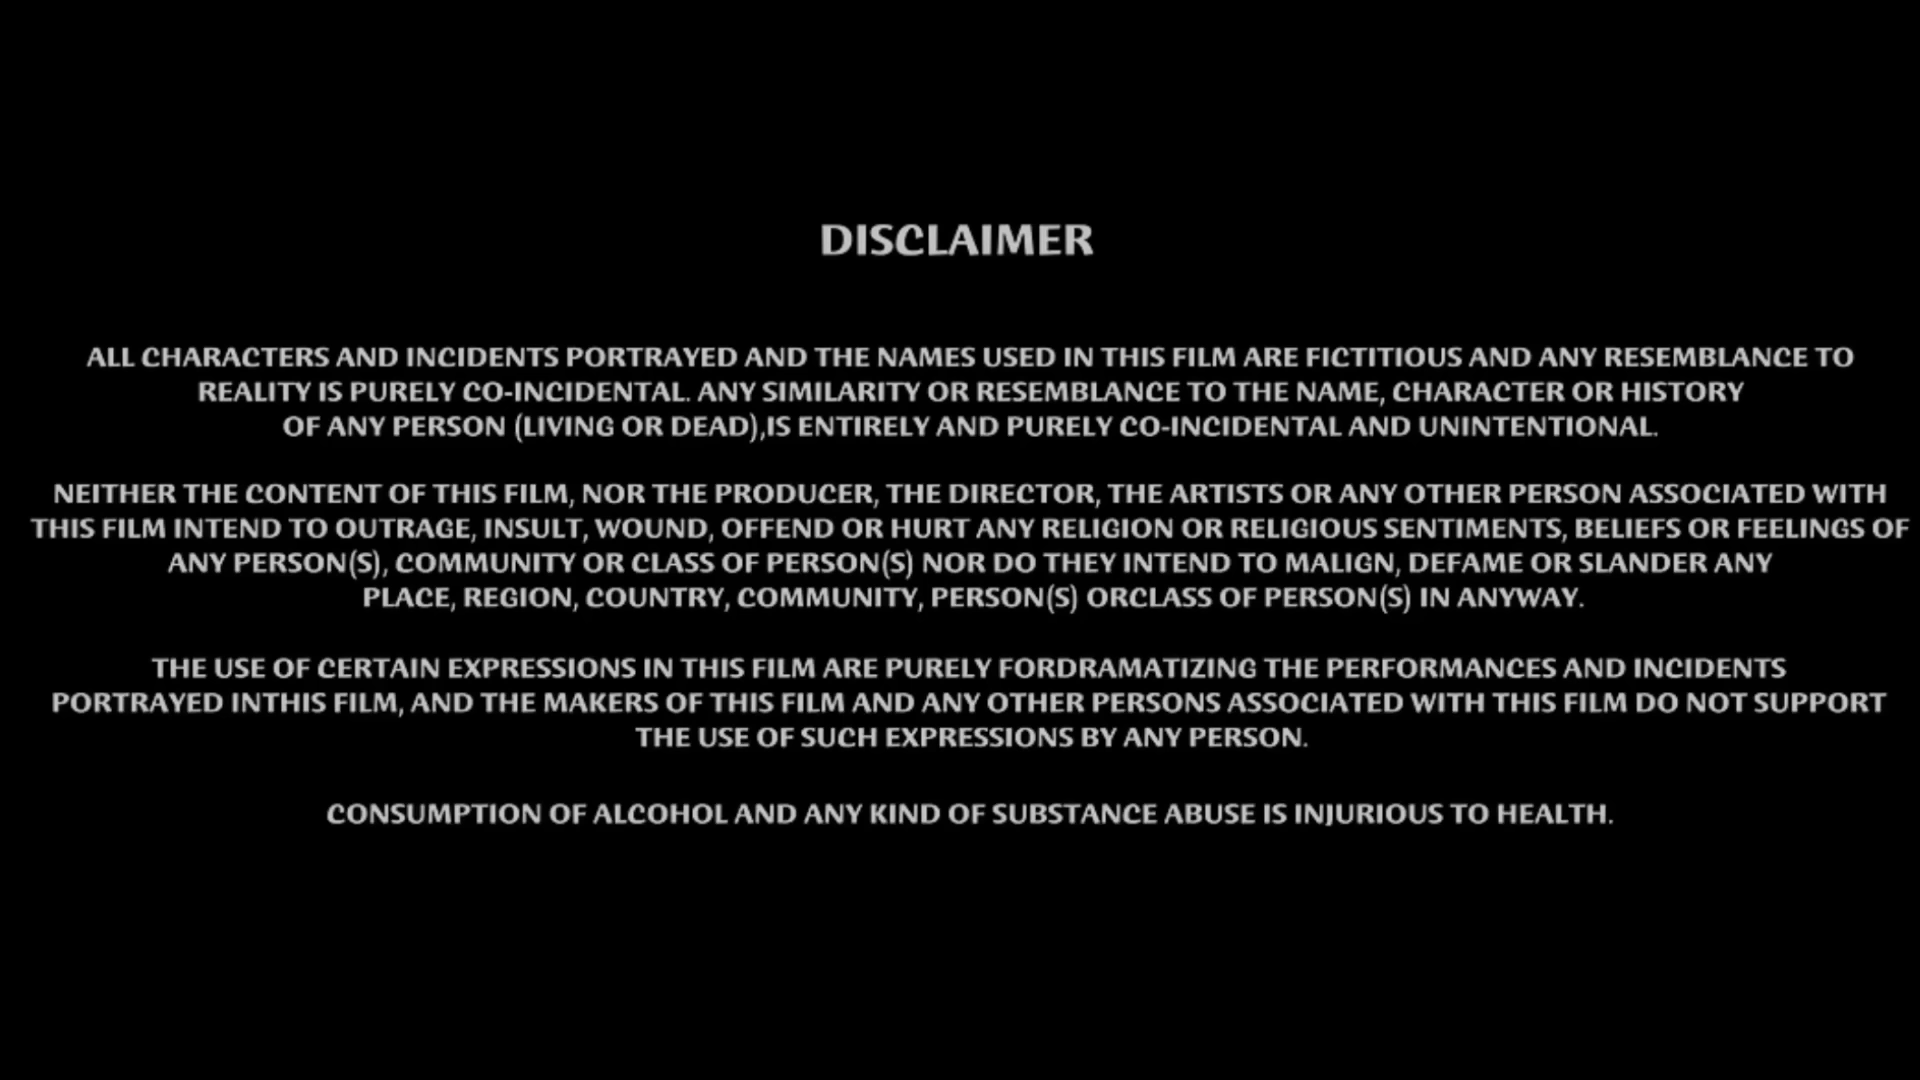 DISCLAIMER
ALL CHARACTERS AND INCIDENTS PORTRAYED AND THE NAMES USED IN THIS FILM ARE FICTITIOUS AND ANY RESEMBLANCE TO
REALITY IS PURELY CO-INCIDENTAL. ANY SIMILARITY OR RESEMBLANCE TO THE NAME, CHARACTER OR HISTORY
OF ANY PERSON (LIVING OR DEAD),IS ENTIRELY AND PURELY CO-INCIDENTAL AND UNINTENTIONAL.
NEITHER THE CONTENT OF THIS FILM, NOR THE PRODUCER, THE DIRECTOR, THE ARTISTS OR ANY OTHER PERSON ASSOCIATED WITH
THIS FILM INTEND TO OUTRAGE, INSULT, WOUND, OFFEND OR HURT ANY RELIGION OR RELIGIOUS SENTIMENTS, BELIEFS OR FEELINGS OF
ANY PERSON(S), COMMUNITY OR CLASS OF PERSON(S) NOR DO THEY INTEND TO MALIGN, DEFAME OR SLANDER ANY
PLACE, REGION, COUNTRY, COMMUNITY, PERSON(S) ORCLASS OF PERSON(S) IN ANYWAY.
THE USE OF CERTAIN EXPRESSIONS IN THIS FILM ARE PURELY FORDRAMATIZING THE PERFORMANCES AND INCIDENTS
PORTRAYED INTHIS FILM, AND THE MAKERS OF THIS FILM AND ANY OTHER PERSONS ASSOCIATED WITH THIS FILM DO NOT SUPPORT
THE USE OF SUCH EXPRESSIONS BY ANY PERSON.
CONSUMPTION OF ALCOHOL AND ANY KIND OF SUBSTANCE ABUSE IS INJURIOUS TO HEALTH.